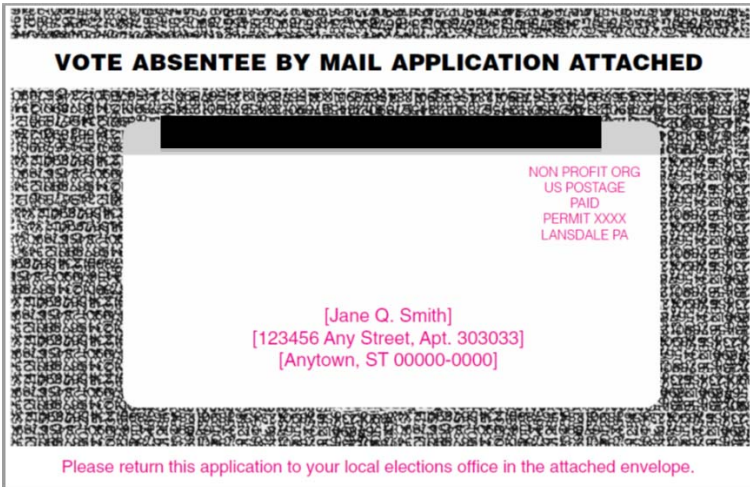 VOTE ABSENTEE BY MAIL APPLICATION ATTACHED
NON PROFIT ORG
US POSTAGE
PAID
PERMIT XXXX
LANSDALE PA
[Jane Q. Smith]
[123456 Any Street, Apt. 303033]
[Anytown, ST 00000-0000]
Please return this application to your local elections office in the attached envelope.